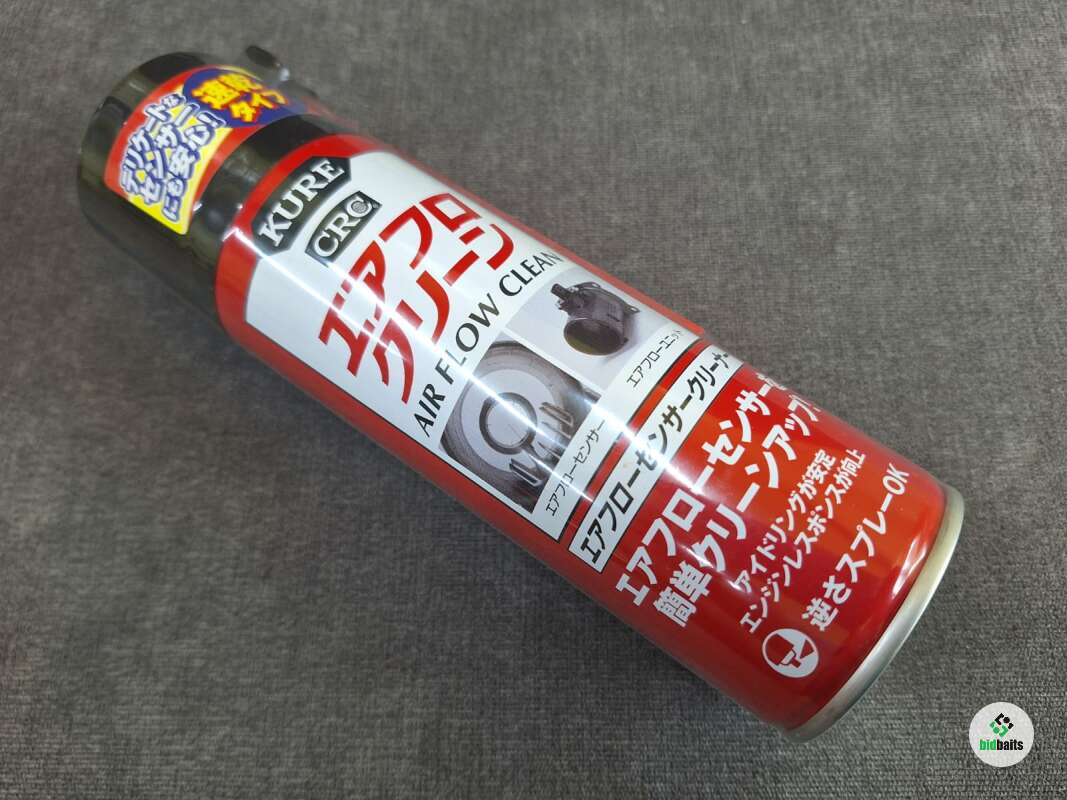 速乾
タイプ
デリケートな
センサー
にも安心!
KURE
CRC
エアフロ
クリーン
AIR FLOW CLEAN
エアフローセンサー
エアフローユニット
エアフローセンサークリーナー
エアフローセンサーを
簡単クリーンアップ!
アイドリングが安定
エンジンレスポンスが向上
逆さスプレーOK
bidbaits